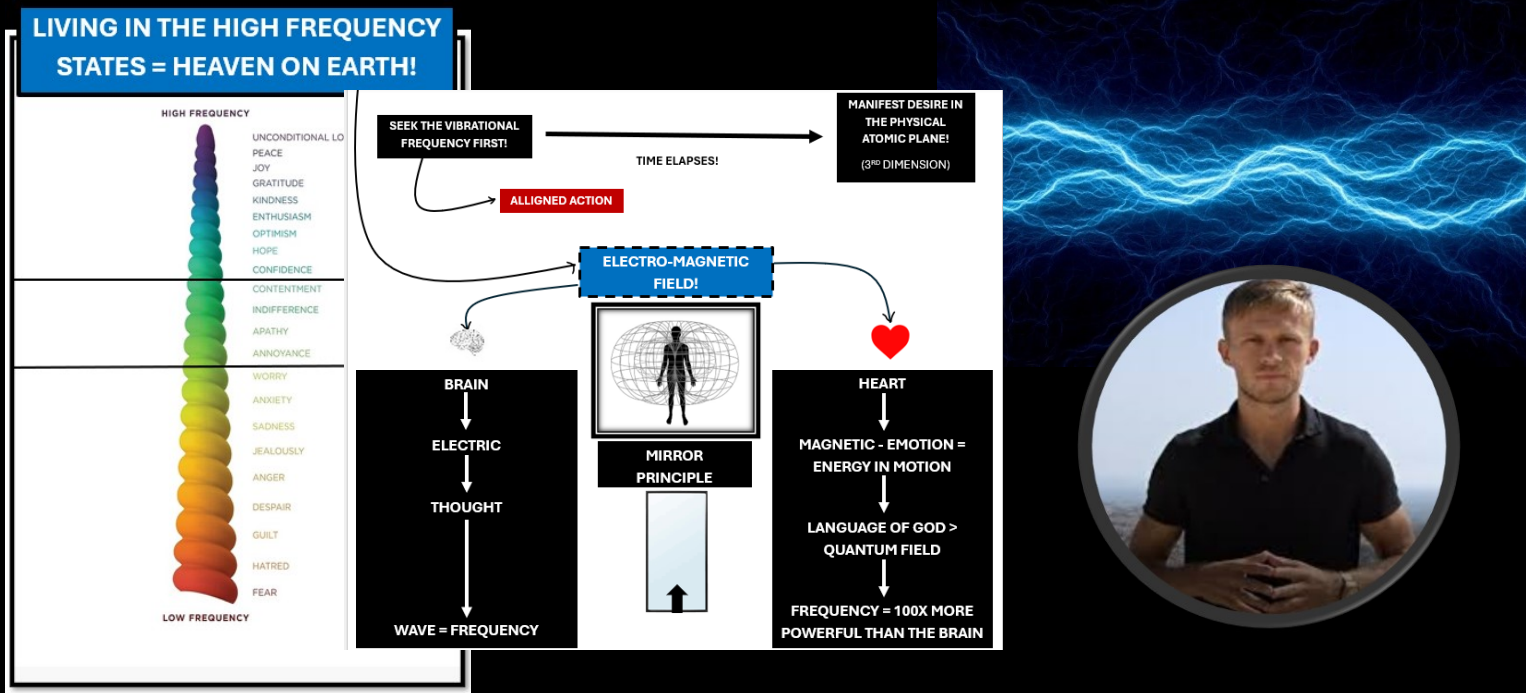 LIVING IN THE HIGH FREQUENCY
STATES = HEAVEN ON EARTH!
HIGH FREQUENCY
UNCONDITIONAL LO
PEACE
JOY
GRATITUDE
KINDNESS
ENTHUSIASM
OPTIMISM
HOPE
CONFIDENCE
CONTENTMENT
INDIFFERENCE
APATHY
ANNOYANCE
WORRY
ANXIETY
SADNESS
JEALOUSLY
ANGER
DESPAIR
GUILT
HATRED
FEAR
LOW FREQUENCY
SEEK THE VIBRATIONAL
FREQUENCY FIRST!
TIME ELAPSES!
MANIFEST DESIRE IN
THE PHYSICAL
ATOMIC PLANE!
(3RD DIMENSION)
ALLIGNED ACTION
ELECTRO-MAGNETIC
FIELD!
BRAIN
ELECTRIC
THOUGHT
WAVE = FREQUENCY
MIRROR
PRINCIPLE
HEART
MAGNETIC - EMOTION =
ENERGY IN MOTION
LANGUAGE OF GOD >
QUANTUM FIELD
FREQUENCY = 100X MORE
POWERFUL THAN THE BRAIN